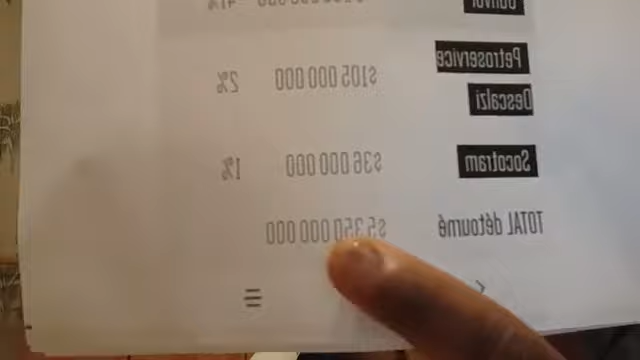 Petroservice $105 000 000 2%
Descalzi
Socotram $36 000 000 1%
TOTAL détourné $5 350 000 000